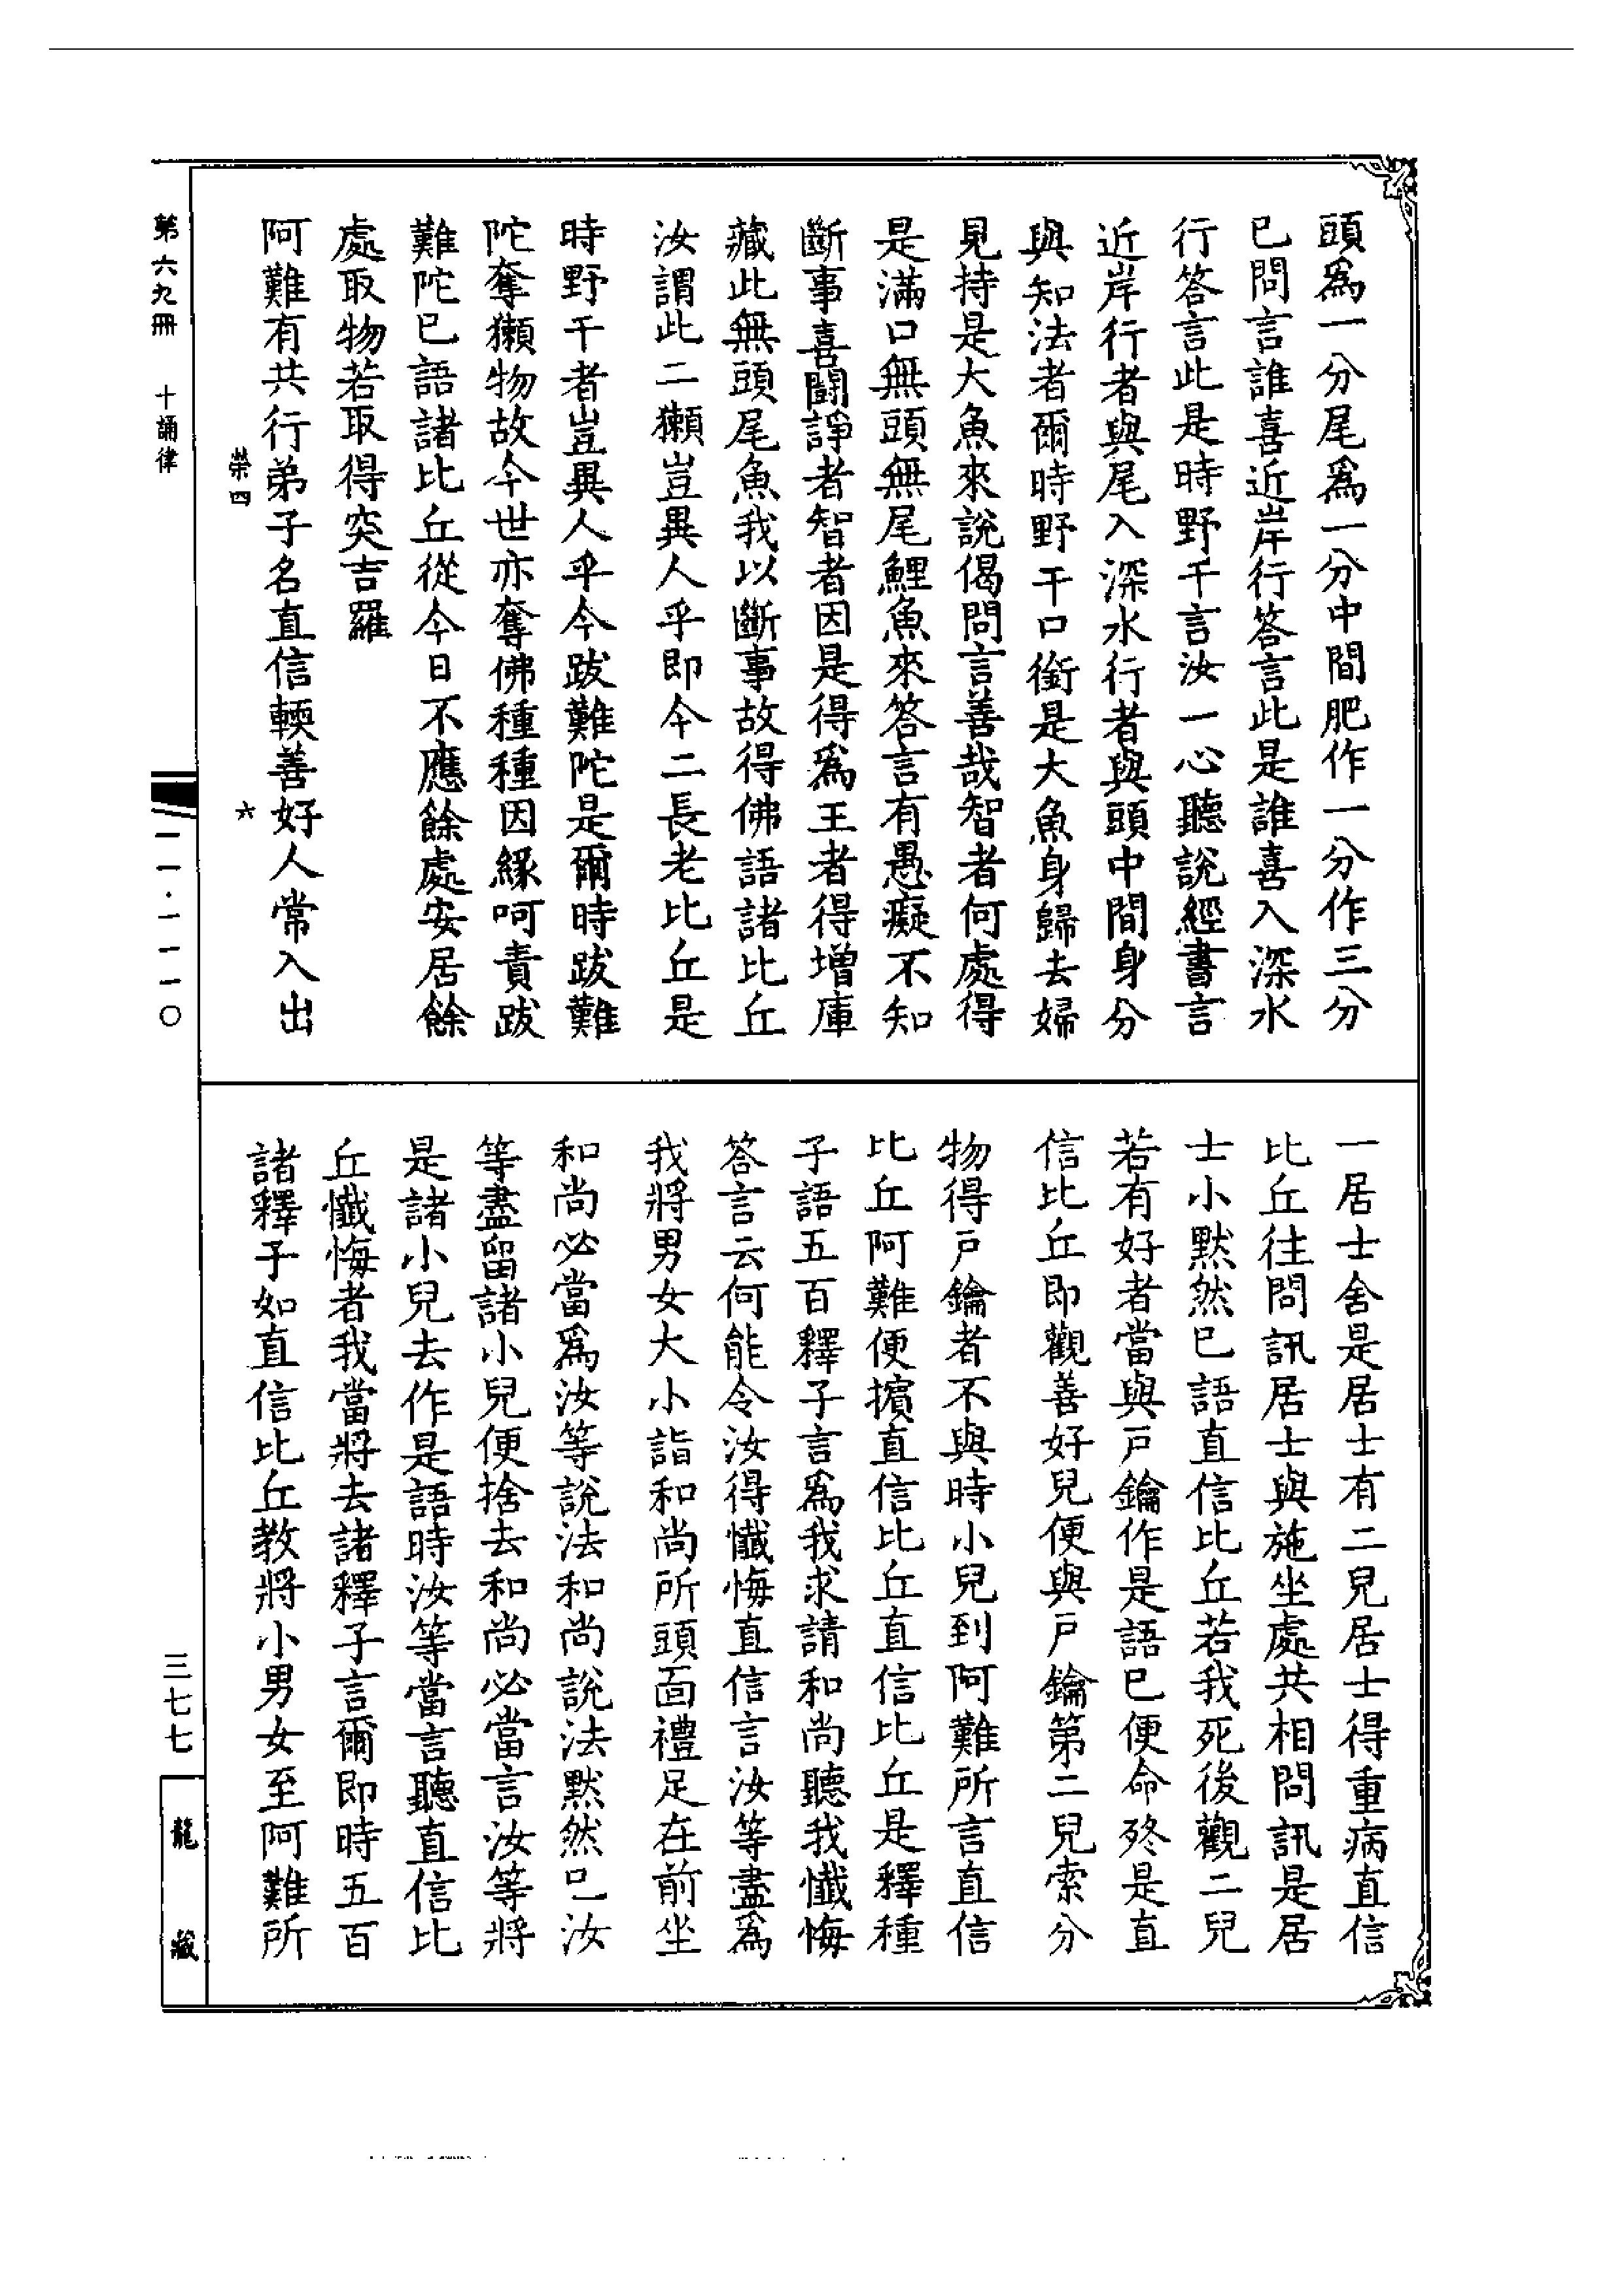 頭爲一分尾爲一分中間肥作一分作三分
已問言誰喜近岸行答言此是誰喜入深水
行答言此是時野干言汝一心聽說經書言
近岸行者與尾入深水行者與頭中間身分
與知法者爾時野干口銜是大魚身歸去婦
見持是大魚來說偈問言善哉智者何處得
是滿口無頭無尾鯉魚來答言有愚癡不知
斷事喜鬪諍者智者因是得爲王者得增庫
藏此無頭尾魚我以斷事故得佛語諸比丘
汝謂此二獺豈異人乎即今二長老比丘是
時野干者豈異人乎今跋難陀是爾時跋難
陀奪獺物故今世亦奪佛種種因緣呵責跋
難陀已語諸比丘從今日不應餘處安居餘
處取物若取得突吉羅
阿難有共行弟子名直信輭善好人常入出
榮四 六
一居士舍是居士有二兒居士得重病直信
比丘往問訊居士與施坐處共相問訊是居
士小默然已語直信比丘若我死後觀二兒
若有好者當與戶鑰作是語已便命終是直
信比丘即觀善好兒便與戶鑰第二兒索分
物得戶鑰者不與時小兒到阿難所言直信
比丘阿難便擯直信比丘直信比丘是釋種
子語五百釋子言爲我求請和尚聽我懺悔
答言云何能令汝得懺悔直信言汝等盡爲
我將男女大小詣和尚所頭面禮足在前坐
和尚必當爲汝等說法和尚說法默然已汝
等盡留諸小兒便捨去和尚必當言汝等將
是諸小兒去作是語時汝等當言聽直信比
丘懺悔者我當將去諸釋子言爾即時五百
諸釋子如直信比丘教將小男女至阿難所
第六九冊 十誦律
一一·一一一〇
三七七
龍藏